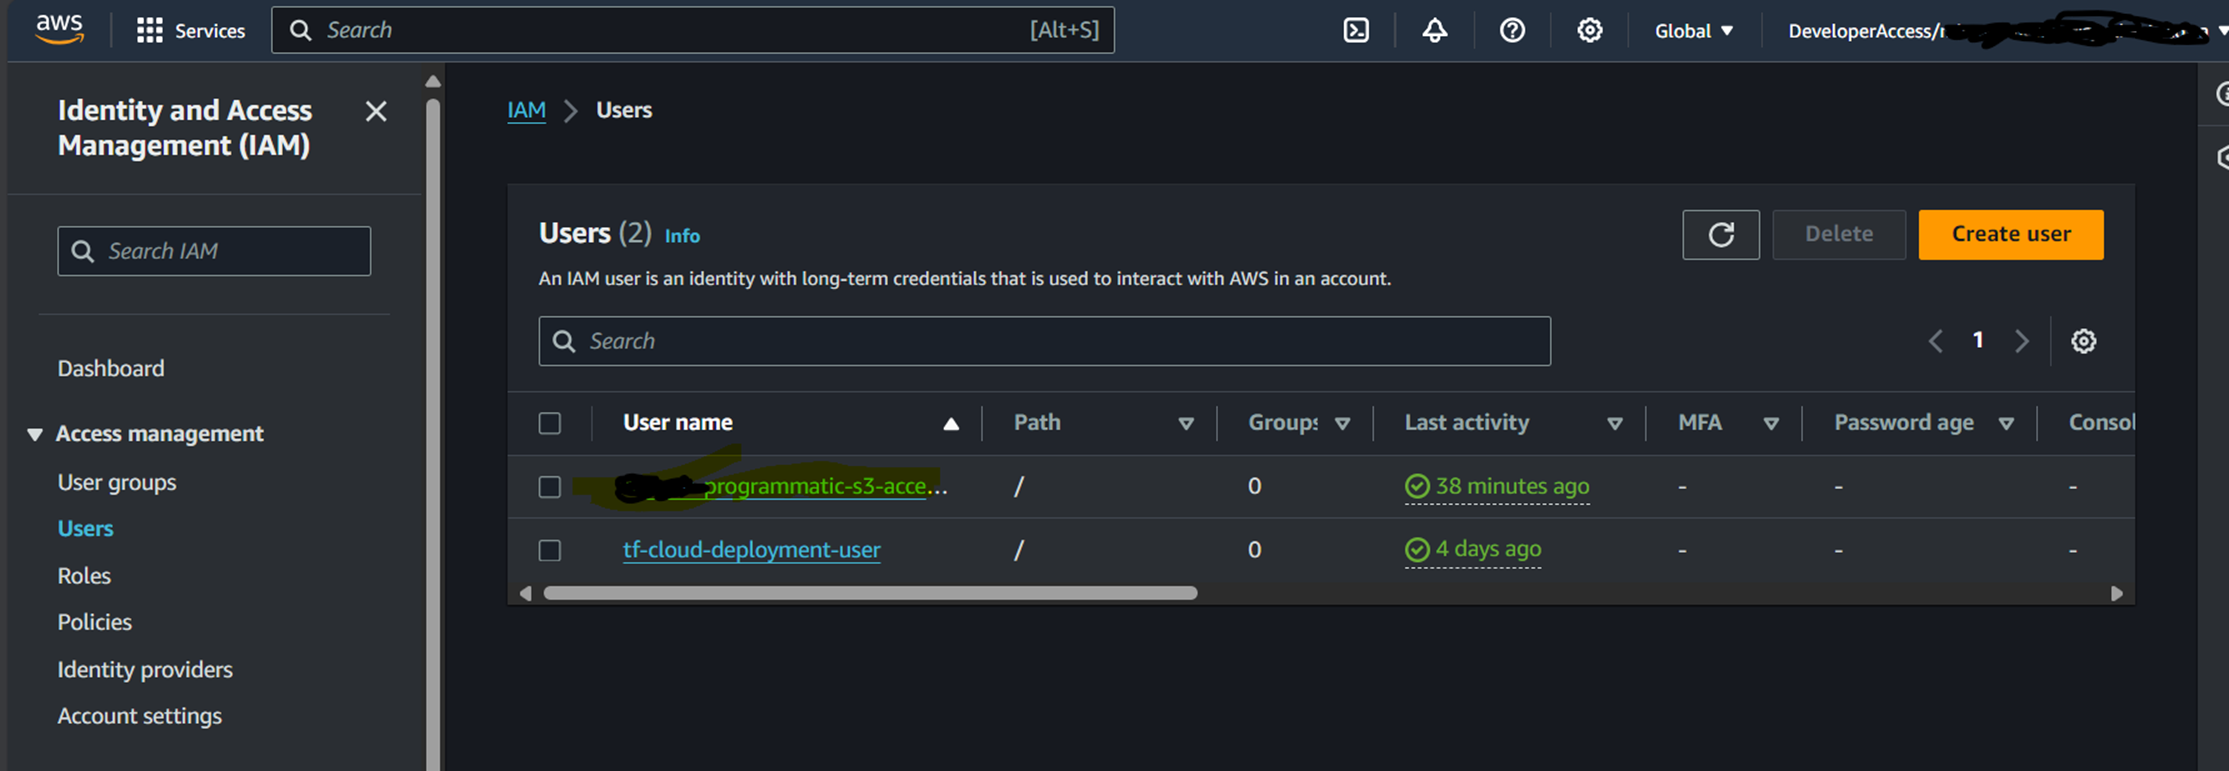 aws Services Search [Alt+S] Global DeveloperAccess/
Identity and Access
Management (IAM)
Search IAM
Dashboard
Access management
User groups
Users
Roles
Policies
Identity providers
Account settings
IAM > Users
Users (2) Info
Delete
Create user
An IAM user is an identity with long-term credentials that is used to interact with AWS in an account.
Search
1
User name Path Groups Last activity MFA Password age Consol
programmatic-s3-acce... / 0 38 minutes ago - - -
tf-cloud-deployment-user / 0 4 days ago - - -